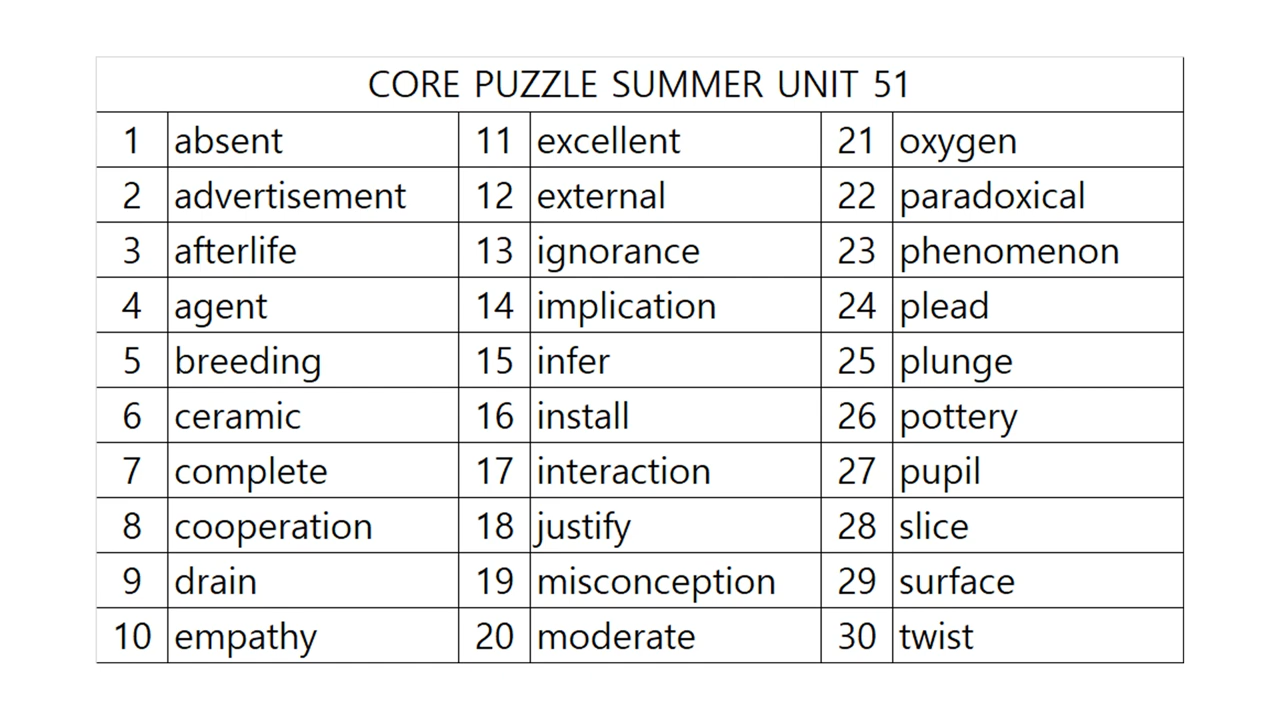 CORE PUZZLE SUMMER UNIT 51
1 absent 11 excellent 21 oxygen
2 advertisement 12 external 22 paradoxical
3 afterlife 13 ignorance 23 phenomenon
4 agent 14 implication 24 plead
5 breeding 15 infer 25 plunge
6 ceramic 16 install 26 pottery
7 complete 17 interaction 27 pupil
8 cooperation 18 justify 28 slice
9 drain 19 misconception 29 surface
10 empathy 20 moderate 30 twist